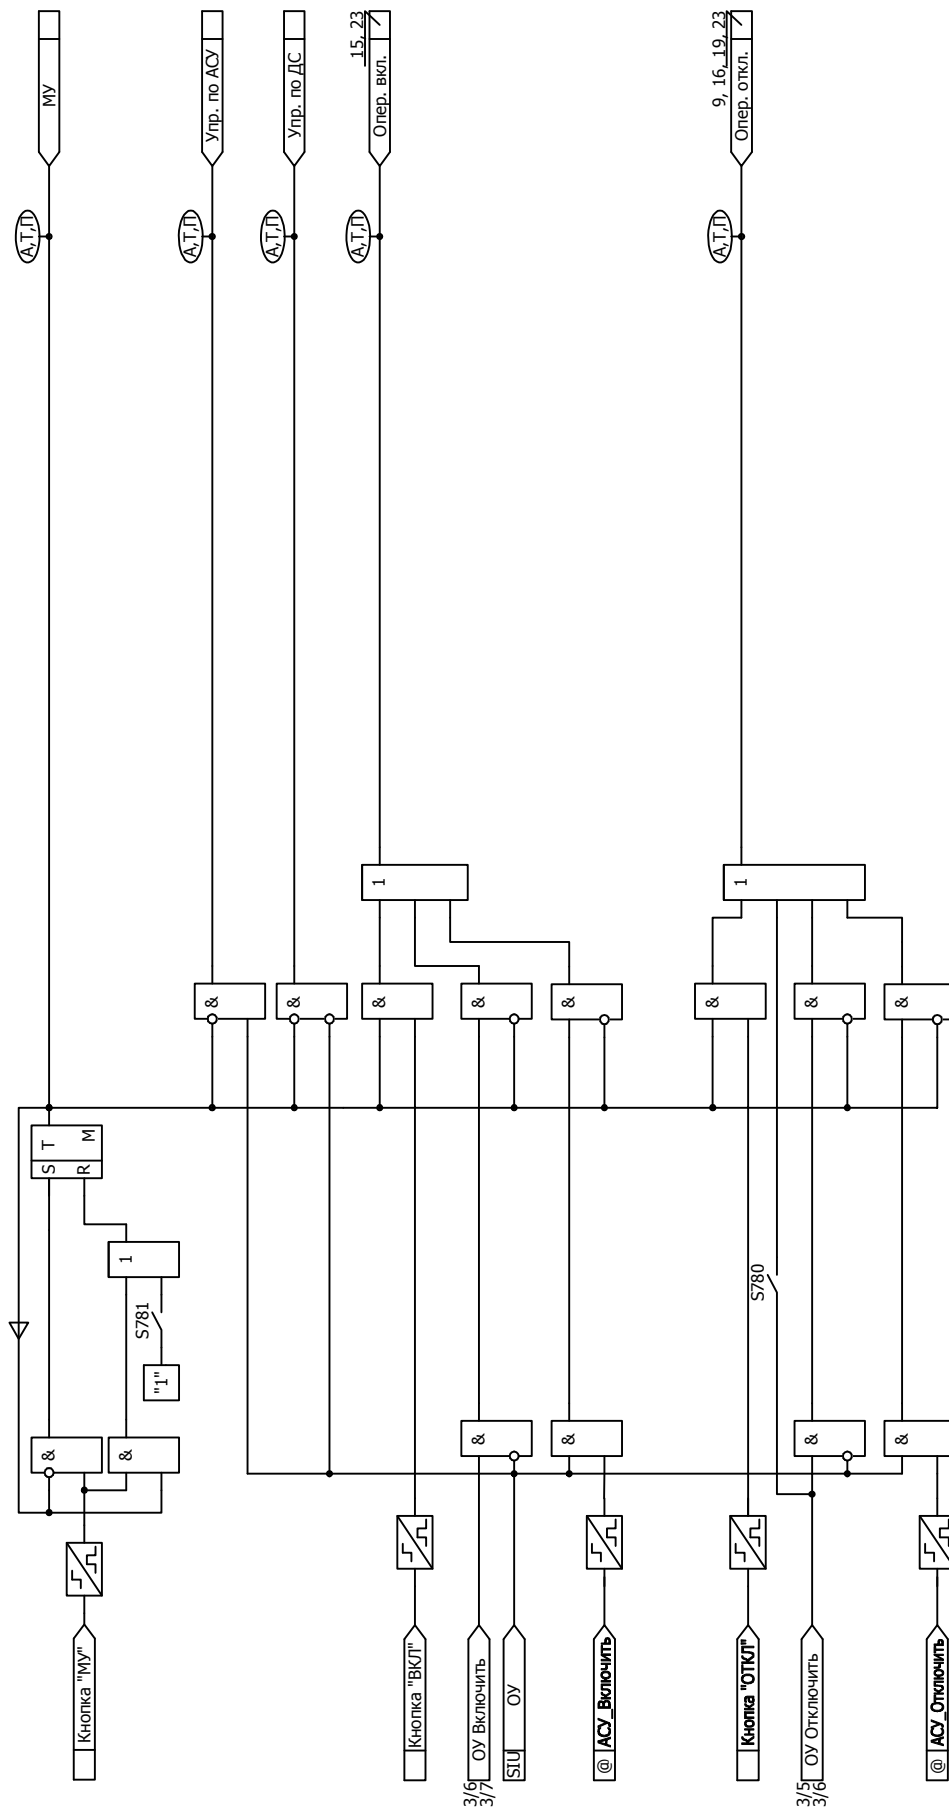 Кнопка "МУ"
&
&
"1"
S781
1
S T
R M
А,Т,П
МУ
&
А,Т,П
Упр. по АСУ
&
А,Т,П
Упр. по ДС
Кнопка "ВКЛ"
&
1
А,Т,П
15, 23
Опер. вкл.
3/6
3/7
ОУ Включить
&
&
SIU ОУ
@ АСУ_Включить
&
&
Кнопка "ОТКЛ"
&
1
А,Т,П
9, 16, 19, 23
Опер. откл.
S780
3/5
3/6
ОУ Отключить
&
&
@ АСУ_Отключить
&
&